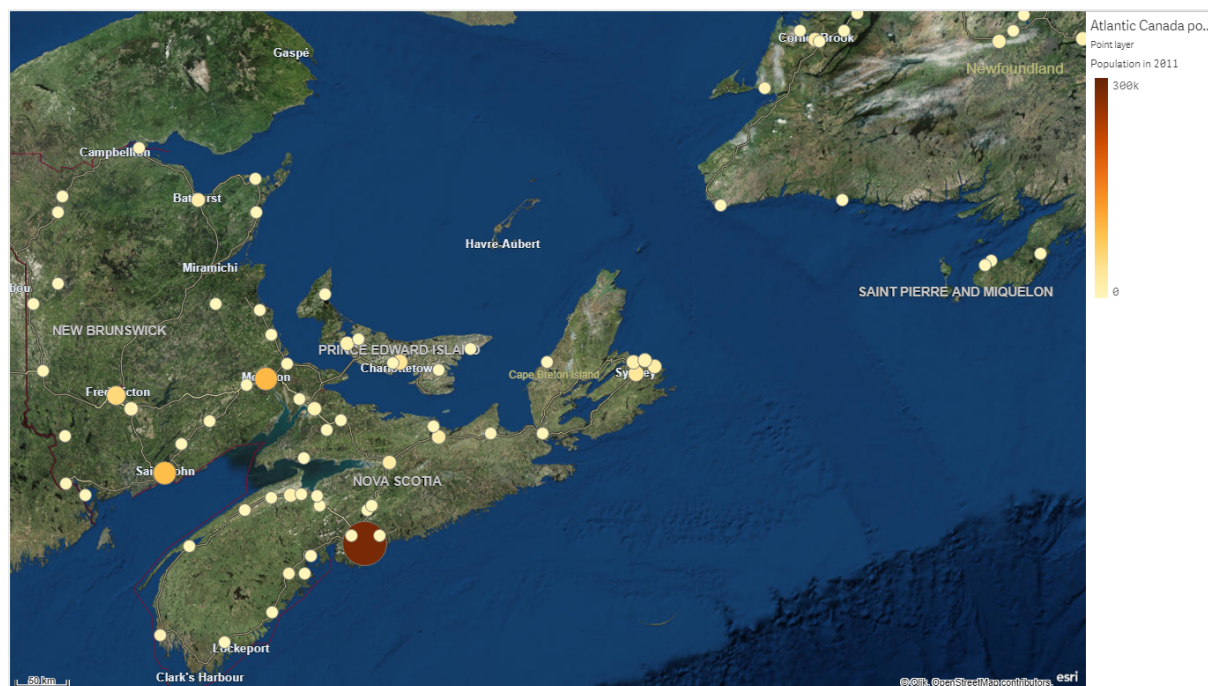 Atlantic Canada po..
Point layer
Population in 2011
300k
0
Gaspé
Corner Brook
Newfoundland
Campbellton
Bathurst
Havre-Aubert
Miramichi
bou
SAINT PIERRE AND MIQUELON
NEW BRUNSWICK
PRINCE EDWARD ISLAND
Charlottetown
Cape Breton Island
Sydney
Moncton
Fredericton
Saint John
NOVA SCOTIA
Lockeport
Clark's Harbour
50 km
© Qlik, OpenStreetMap contributors,
esri